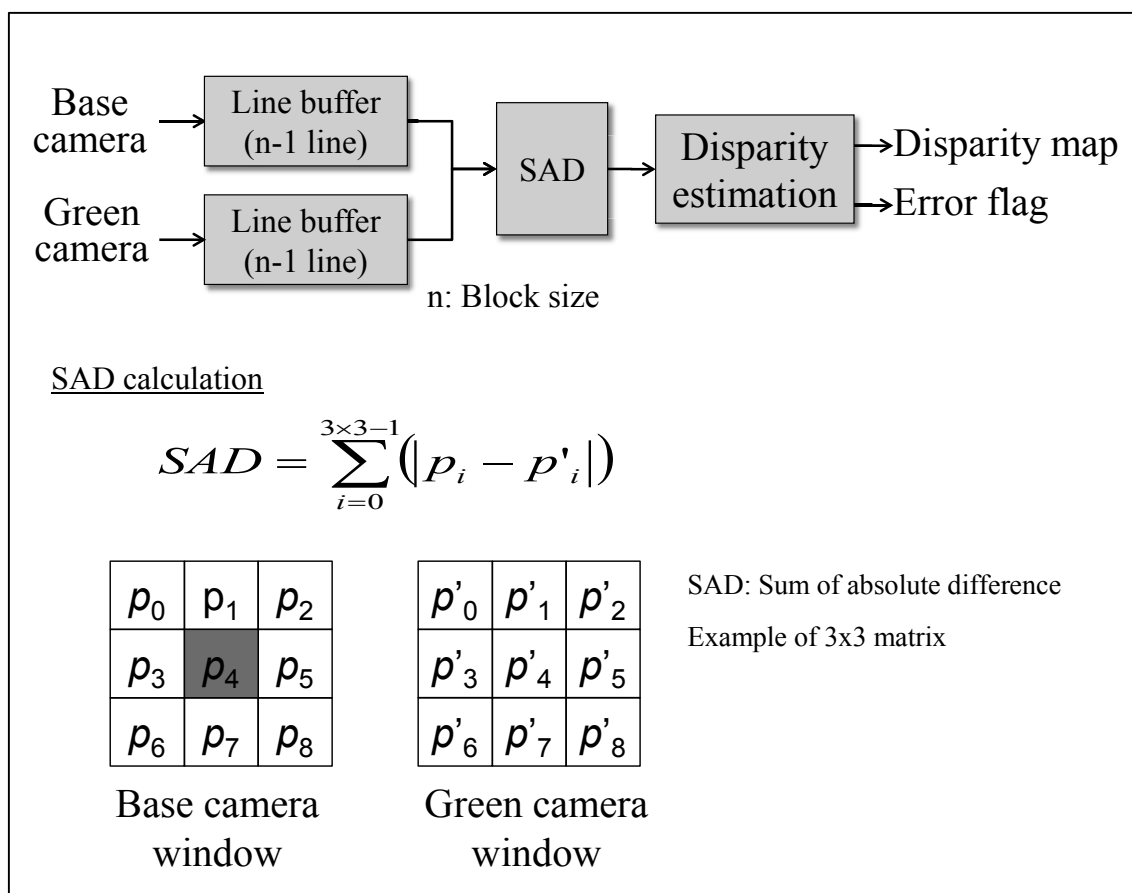 Base
camera
Line buffer
(n-1 line)
Green
camera
Line buffer
(n-1 line)
SAD
Disparity
estimation
Disparity map
Error flag
n: Block size
SAD calculation
SAD = \sum_{i=0}^{3×3−1} (|p_i − p'_i|)
p0 p1 p2
p3 p4 p5
p6 p7 p8
Base camera
window
p’0 p’1 p’2
p’3 p’4 p’5
p’6 p’7 p’8
Green camera
window
SAD: Sum of absolute difference
Example of 3x3 matrix